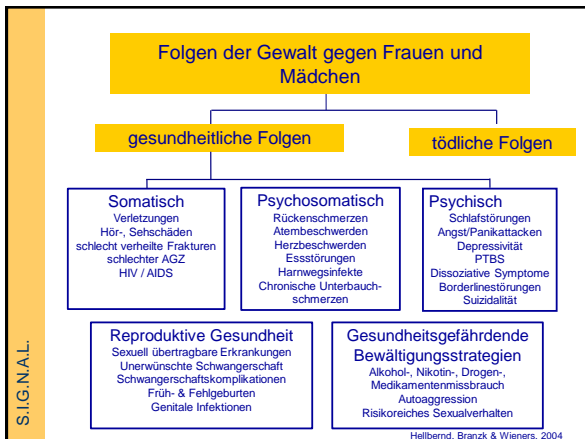 Folgen der Gewalt gegen Frauen und
Mädchen
gesundheitliche Folgen
tödliche Folgen
Somatisch
Verletzungen
Hör-, Sehschäden
schlecht verheilte Frakturen
schlechter AGZ
HIV / AIDS
Psychosomatisch
Rückenschmerzen
Atembeschwerden
Herzbeschwerden
Essstörungen
Harnwegsinfekte
Chronische Unterbauch-
schmerzen
Psychisch
Schlafstörungen
Angst/Panikattacken
Depressivität
PTBS
Dissoziative Symptome
Borderlinestörungen
Suizidalität
Reproduktive Gesundheit
Sexuell übertragbare Erkrankungen
Unerwünschte Schwangerschaft
Schwangerschaftskomplikationen
Früh- & Fehlgeburten
Genitale Infektionen
Gesundheitsgefährdende
Bewältigungsstrategien
Alkohol-, Nikotin-, Drogen-,
Medikamentenmissbrauch
Autoaggression
Risikoreiches Sexualverhalten
S.I.G.N.A.L.
Hellbernd, Branzk & Wieners, 2004